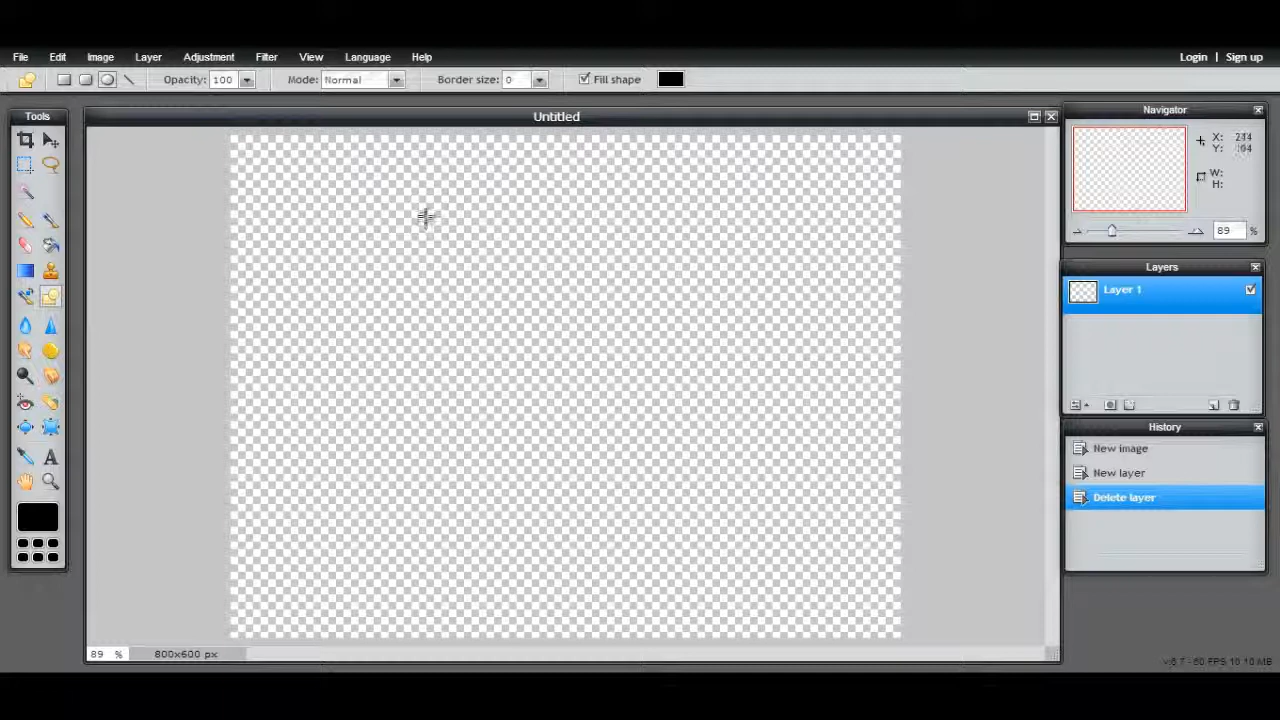 File Edit Image Layer Adjustment Filter View Language Help Login | Sign up
Opacity: 100 Mode: Normal Border size: 0 Fill shape
Tools
Untitled
Navigator
X: 244
Y: 104
W:
H:
89 %
Layers
Layer 1
History
New image
New layer
Delete layer
A
89 % 800x600 px